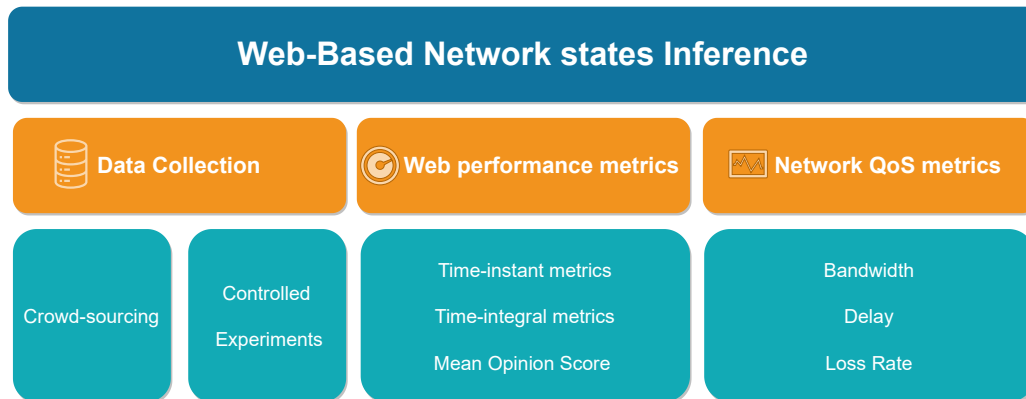 Web-Based Network states Inference
Data Collection
Web performance metrics
Network QoS metrics
Crowd-sourcing
Controlled
Experiments
Time-instant metrics
Time-integral metrics
Mean Opinion Score
Bandwidth
Delay
Loss Rate